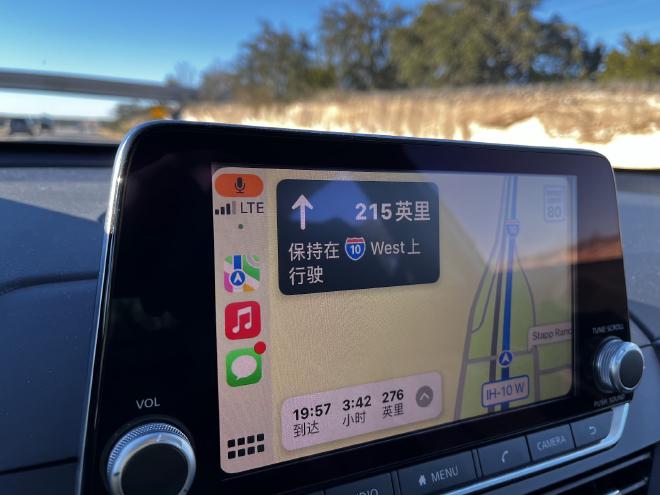 LTE
215英里
保持在 10 West上
行驶
80
Stapp Ranc
IH-10 W
19:57 3:42 276
到达 小时 英里
VOL
TUNE·SCROLL
PUSH SOUND
MENU
CAMERA